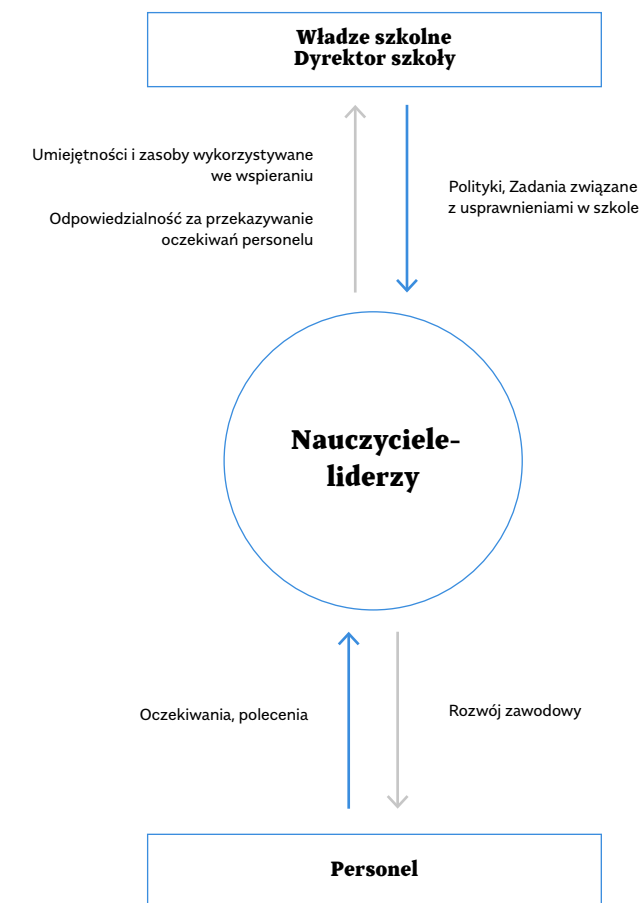 Władze szkolne
Dyrektor szkoły
Umiejętności i zasoby wykorzystywane
we wspieraniu
Odpowiedzialność za przekazywanie
oczekiwań personelu
Polityki, Zadania związane
z usprawnieniami w szkole
Nauczyciele-
liderzy
Oczekiwania, polecenia
Rozwój zawodowy
Personel